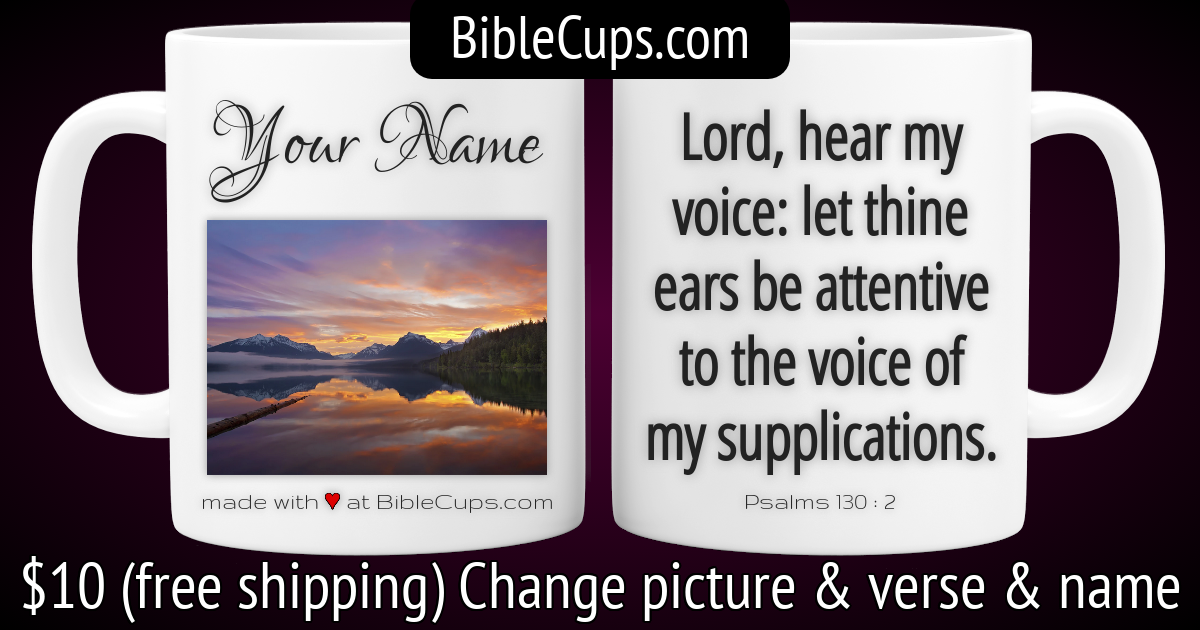 BibleCups.com
Your Name
made with ♥ at BibleCups.com
Lord, hear my
voice: let thine
ears be attentive
to the voice of
my supplications.
Psalms 130 : 2
$10 (free shipping) Change picture & verse & name